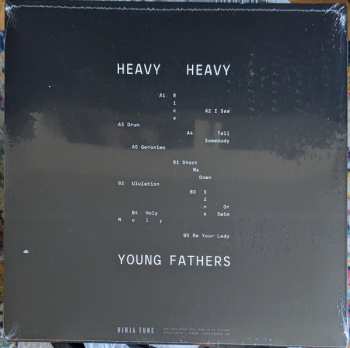 HEAVY HEAVY
A1 R
i
c
e
A2 I Saw
A3 Drum
A4 Tell
Somebody
A5 Geronimo
B1 Shoot
Me
Down
B2 Ululation
B3 S
i
n
k
Or
Swim
B4 Holy
M o l y
B5 Be Your Lady
YOUNG FATHERS
NINJA TUNE